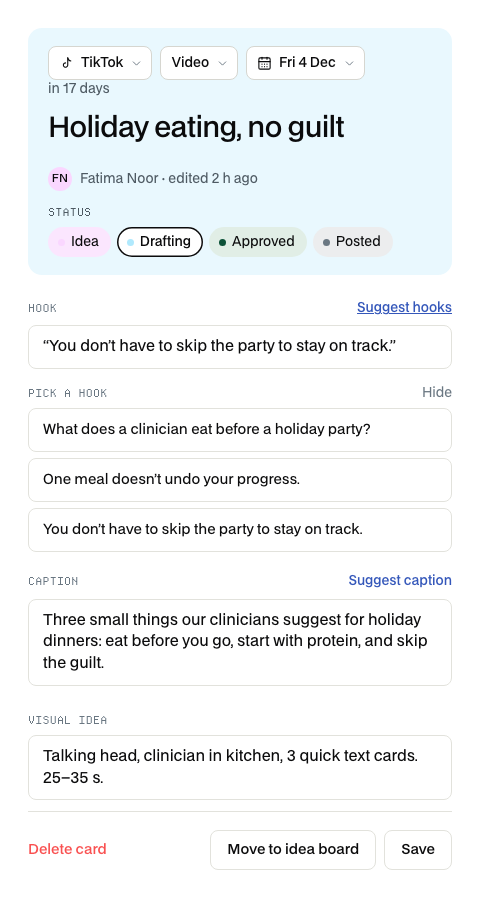 TikTok Video Fri 4 Dec
in 17 days
Holiday eating, no guilt
FN Fatima Noor · edited 2 h ago
STATUS
Idea Drafting Approved Posted
HOOK Suggest hooks
“You don’t have to skip the party to stay on track.”
PICK A HOOK Hide
What does a clinician eat before a holiday party?
One meal doesn’t undo your progress.
You don’t have to skip the party to stay on track.
CAPTION Suggest caption
Three small things our clinicians suggest for holiday
dinners: eat before you go, start with protein, and skip
the guilt.
VISUAL IDEA
Talking head, clinician in kitchen, 3 quick text cards.
25–35 s.
Delete card Move to idea board Save